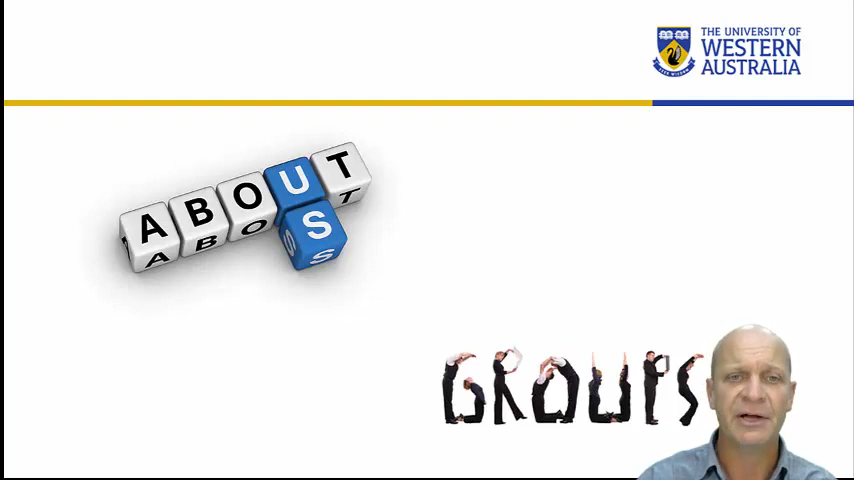 THE UNIVERSITY OF
WESTERN
AUSTRALIA
ABOUT
US
GROUPS